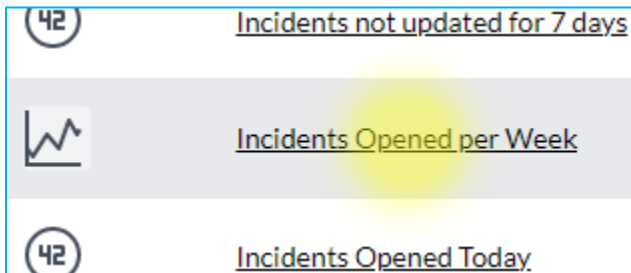 42 Incidents not updated for 7 days
Incidents Opened per Week
42 Incidents Opened Today